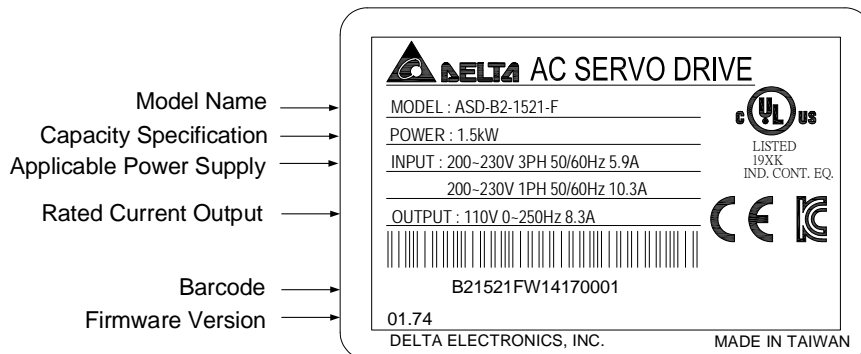 DELTA AC SERVO DRIVE
Model Name
MODEL : ASD-B2-1521-F
Capacity Specification
POWER : 1.5kW
Applicable Power Supply
INPUT : 200~230V 3PH 50/60Hz 5.9A
200~230V 1PH 50/60Hz 10.3A
Rated Current Output
OUTPUT : 110V 0~250Hz 8.3A
C UL US
LISTED
19XK
IND. CONT. EQ.
CE KC
Barcode
B21521FW14170001
Firmware Version
01.74
DELTA ELECTRONICS, INC.
MADE IN TAIWAN